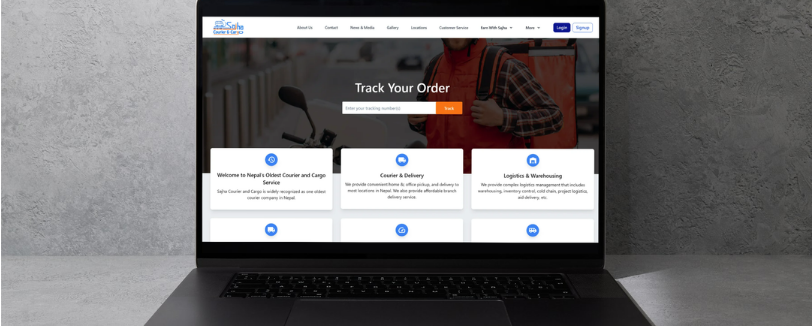 Sajha
Courier & Cargo
About Us Contact News & Media Gallery Locations Customer Service Earn With Sajha More Login Signup
Track Your Order
Enter your tracking number(s) Track
Welcome to Nepal's Oldest Courier and Cargo
Service
Sajha Courier and Cargo is widely recognized as one oldest
courier company in Nepal.
Courier & Delivery
We provide convenient home & office pickup, and delivery to
most locations in Nepal. We also provide affordable branch
delivery service.
Logistics & Warehousing
We provide complex logistics management that includes
warehousing, inventory control, cold chain, project logistics,
aid delivery, etc.